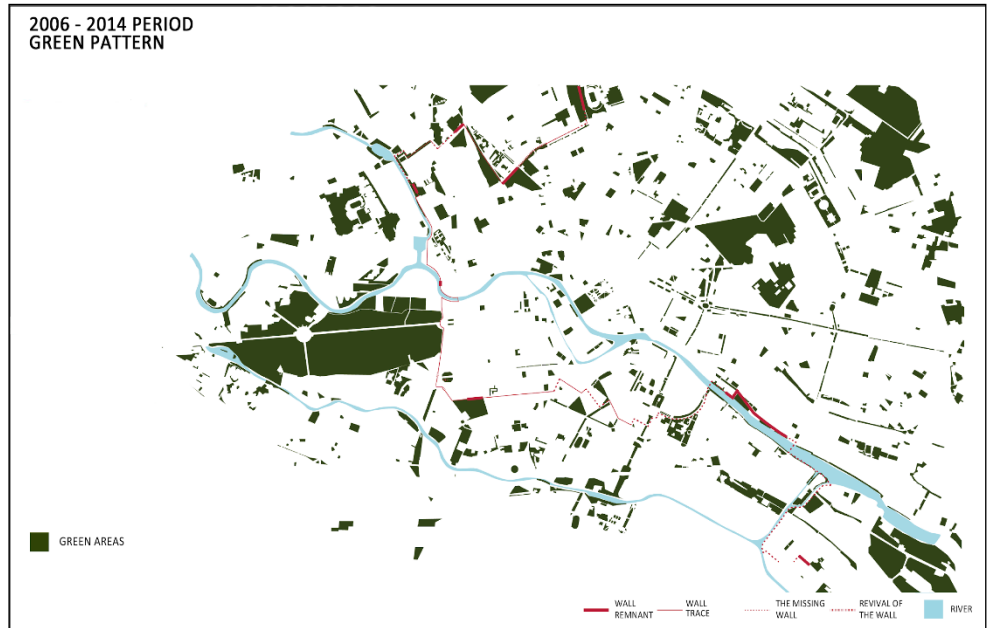 2006 - 2014 PERIOD
GREEN PATTERN
GREEN AREAS
WALL
REMNANT
WALL
TRACE
THE MISSING
WALL
REVIVAL OF
THE WALL
RIVER